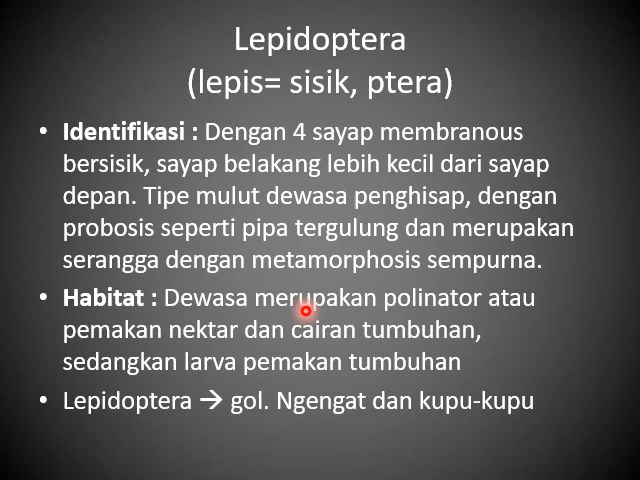 Lepidoptera
(lepis= sisik, ptera)
• Identifikasi : Dengan 4 sayap membranous
bersisik, sayap belakang lebih kecil dari sayap
depan. Tipe mulut dewasa penghisap, dengan
probosis seperti pipa tergulung dan merupakan
serangga dengan metamorphosis sempurna.
• Habitat : Dewasa merupakan polinator atau
pemakan nektar dan cairan tumbuhan,
sedangkan larva pemakan tumbuhan
• Lepidoptera → gol. Ngengat dan kupu-kupu